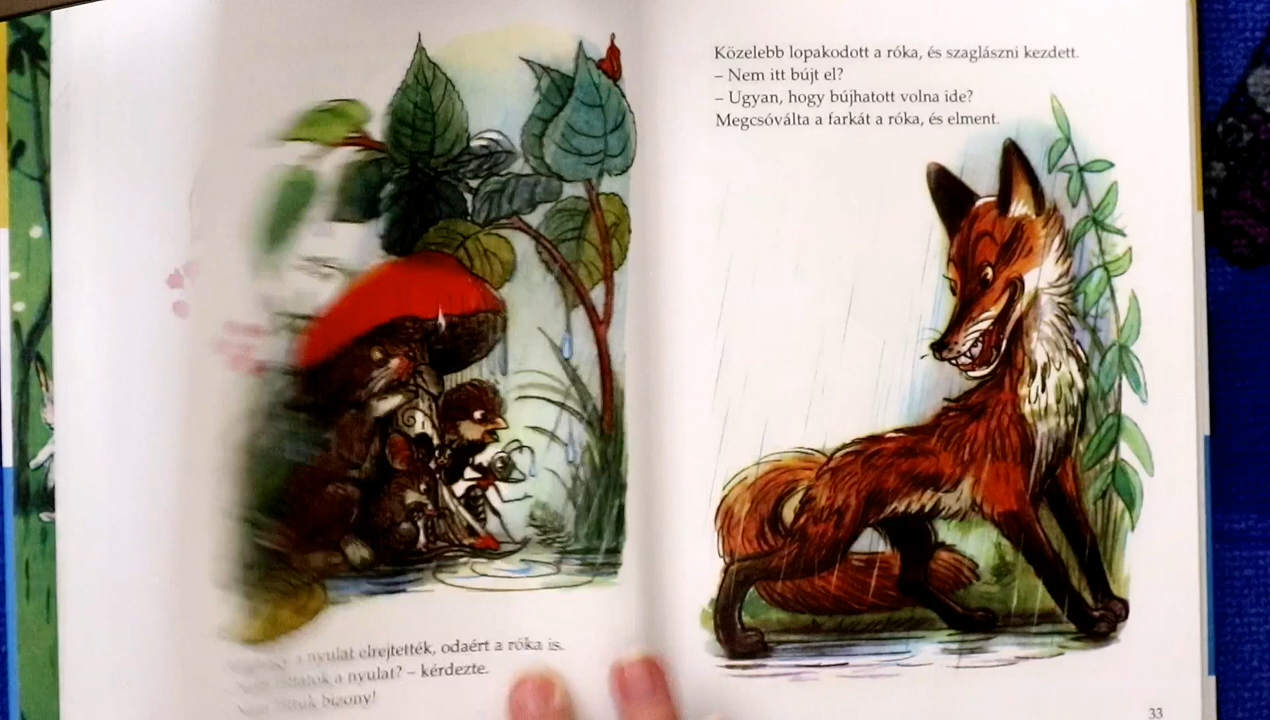 a nyulat elrejtették, odaért a róka is.
a nyulat? – kérdezte.
bizony!
Közelebb lopakodott a róka, és szaglászni kezdett.
– Nem itt bújt el?
– Ugyan, hogy bújhatott volna ide?
Megcsóválta a farkát a róka, és elment.
33